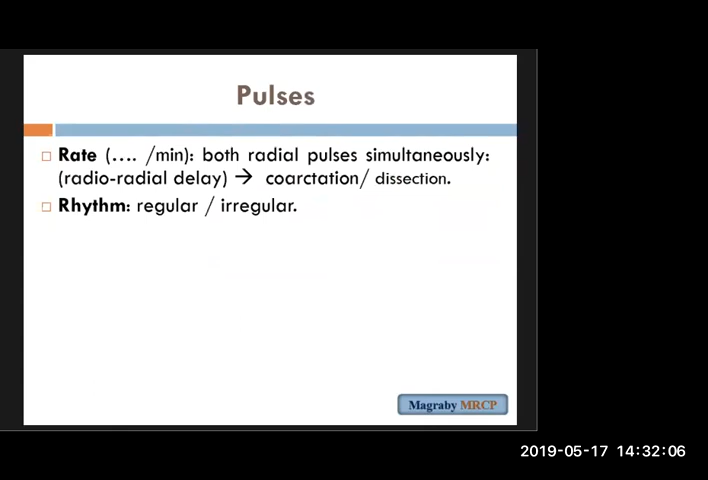 Pulses
Rate (.... /min): both radial pulses simultaneously:
(radio-radial delay) → coarctation/ dissection.
Rhythm: regular / irregular.
Magraby MRCP
2019-05-17 14:32:06